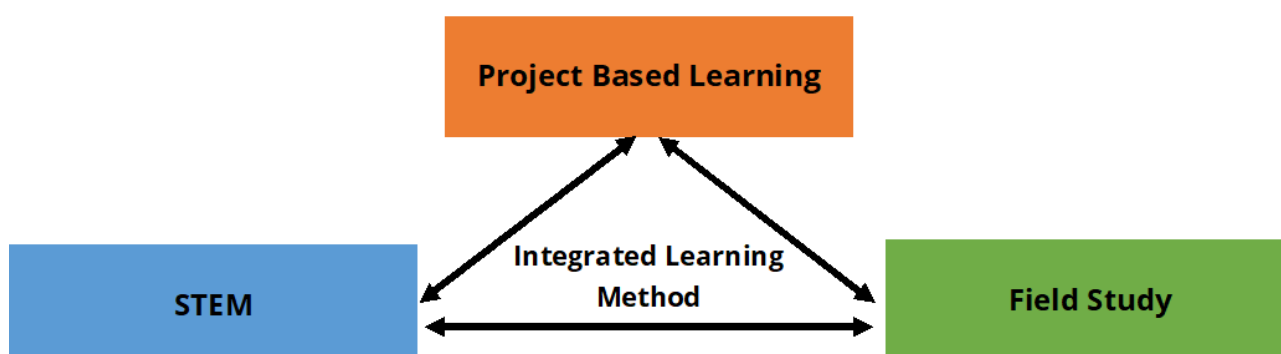 Project Based Learning
Integrated Learning
Method
STEM
Field Study